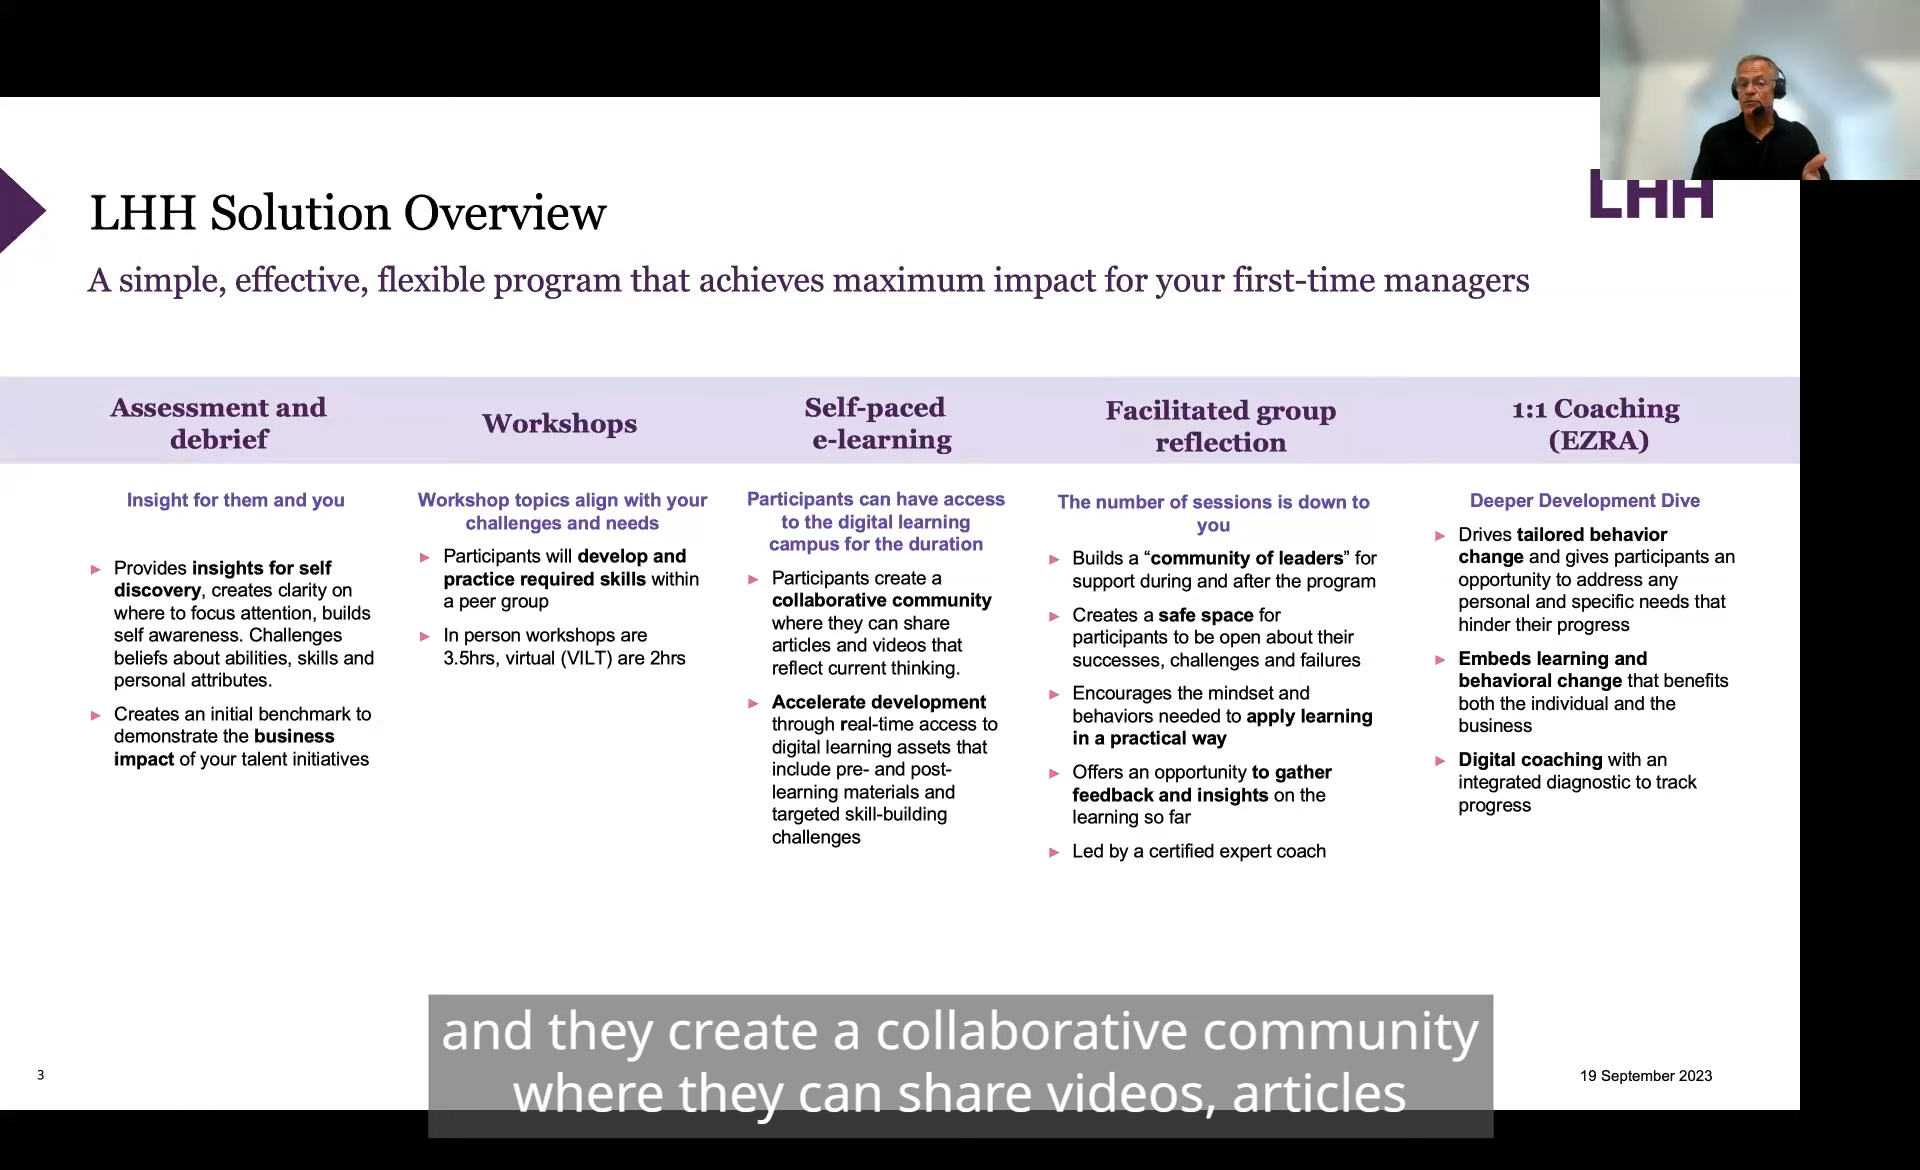 LHH
LHH Solution Overview
A simple, effective, flexible program that achieves maximum impact for your first-time managers
Assessment and
debrief
Insight for them and you
Provides insights for self
discovery, creates clarity on
where to focus attention, builds
self awareness. Challenges
beliefs about abilities, skills and
personal attributes.
Creates an initial benchmark to
demonstrate the business
impact of your talent initiatives
Workshops
Workshop topics align with your
challenges and needs
Participants will develop and
practice required skills within
a peer group
In person workshops are
3.5hrs, virtual (VILT) are 2hrs
Self-paced
e-learning
Participants can have access
to the digital learning
campus for the duration
Participants create a
collaborative community
where they can share
articles and videos that
reflect current thinking.
Accelerate development
through real-time access to
digital learning assets that
include pre- and post-
learning materials and
targeted skill-building
challenges
Facilitated group
reflection
The number of sessions is down to
you
Builds a “community of leaders” for
support during and after the program
Creates a safe space for
participants to be open about their
successes, challenges and failures
Encourages the mindset and
behaviors needed to apply learning
in a practical way
Offers an opportunity to gather
feedback and insights on the
learning so far
Led by a certified expert coach
1:1 Coaching
(EZRA)
Deeper Development Dive
Drives tailored behavior
change and gives participants an
opportunity to address any
personal and specific needs that
hinder their progress
Embeds learning and
behavioral change that benefits
both the individual and the
business
Digital coaching with an
integrated diagnostic to track
progress
and they create a collaborative community
where they can share videos, articles
3
19 September 2023